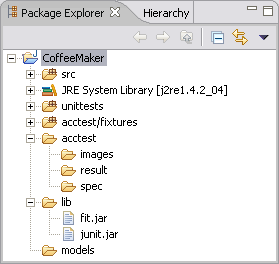 Package Explorer Hierarchy
CoffeeMaker
src
JRE System Library [j2re1.4.2_04]
unittests
acctest/fixtures
acctest
images
result
spec
lib
fit.jar
junit.jar
models